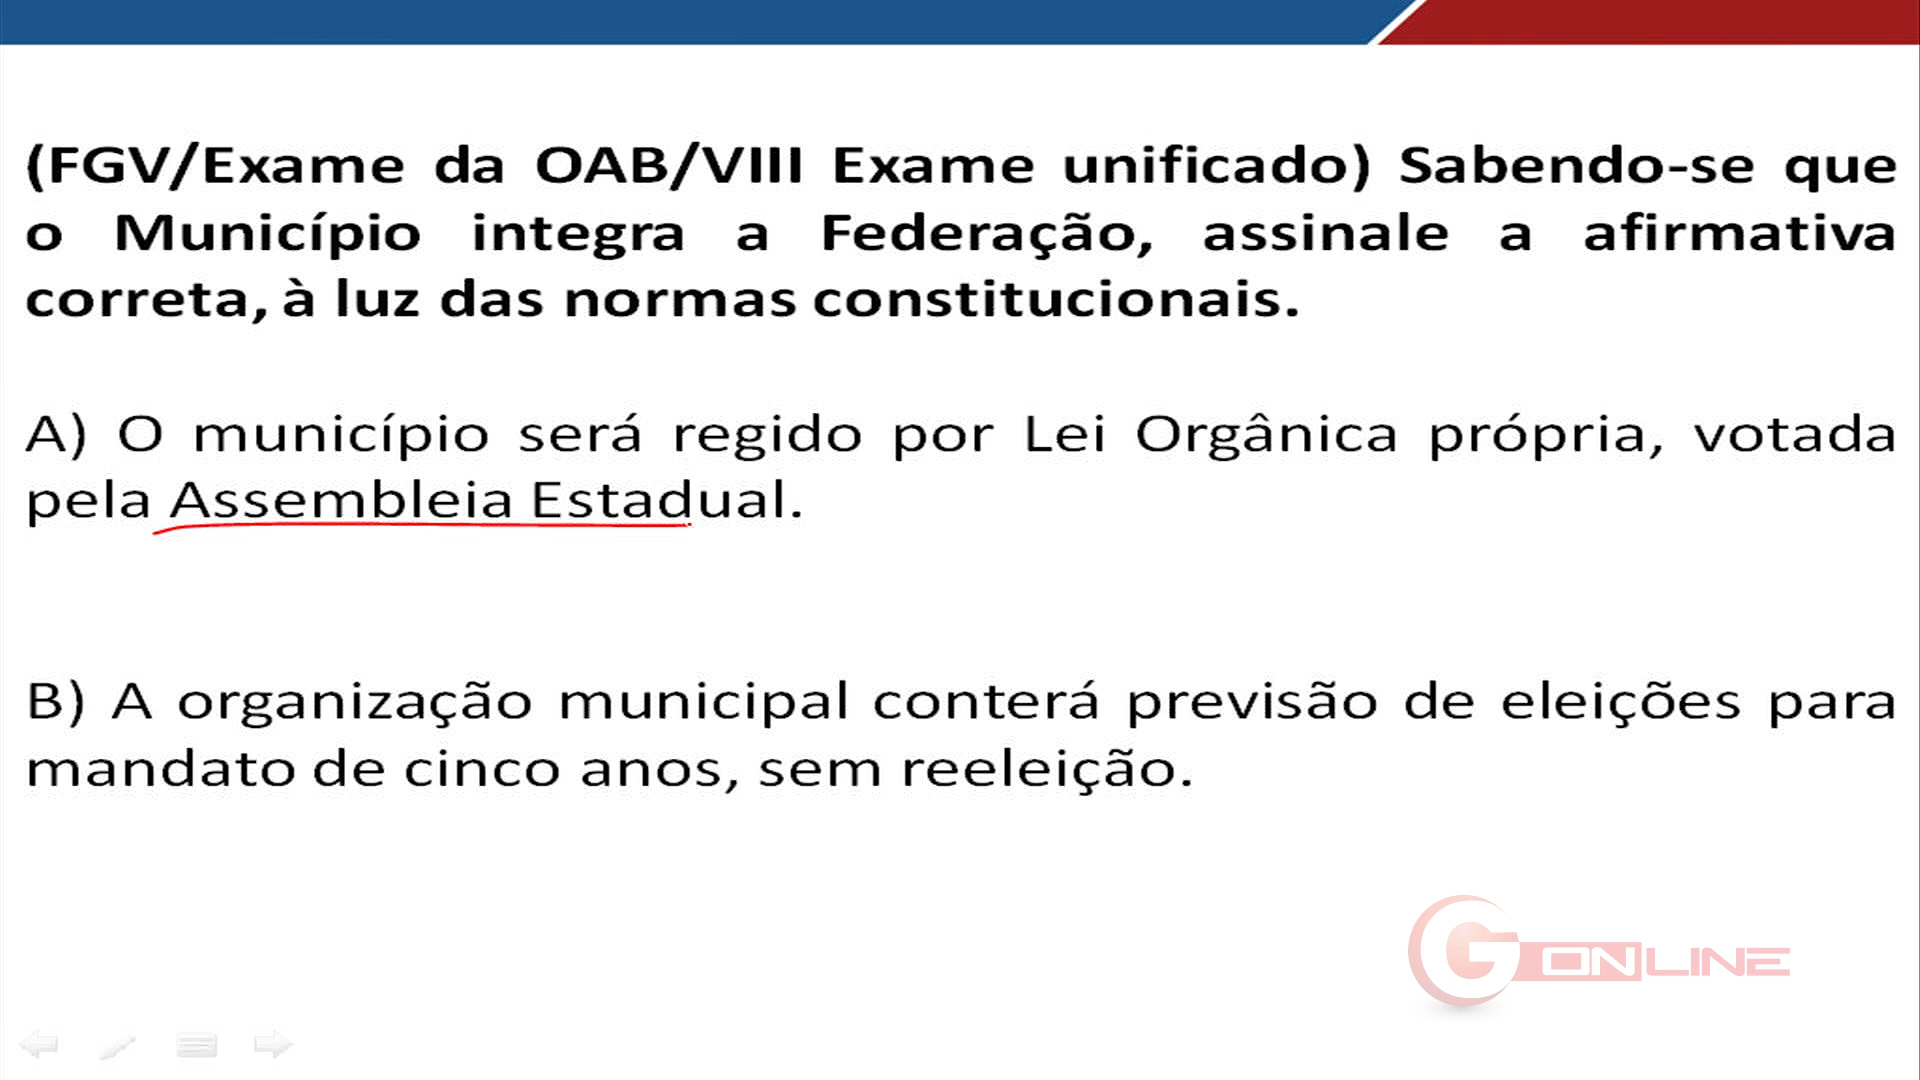 (FGV/Exame da OAB/VIII Exame unificado) Sabendo-se que
o Município integra a Federação, assinale a afirmativa
correta, à luz das normas constitucionais.
A) O município será regido por Lei Orgânica própria, votada
pela Assembleia Estadual.
B) A organização municipal conterá previsão de eleições para
mandato de cinco anos, sem reeleição.
G ONLINE